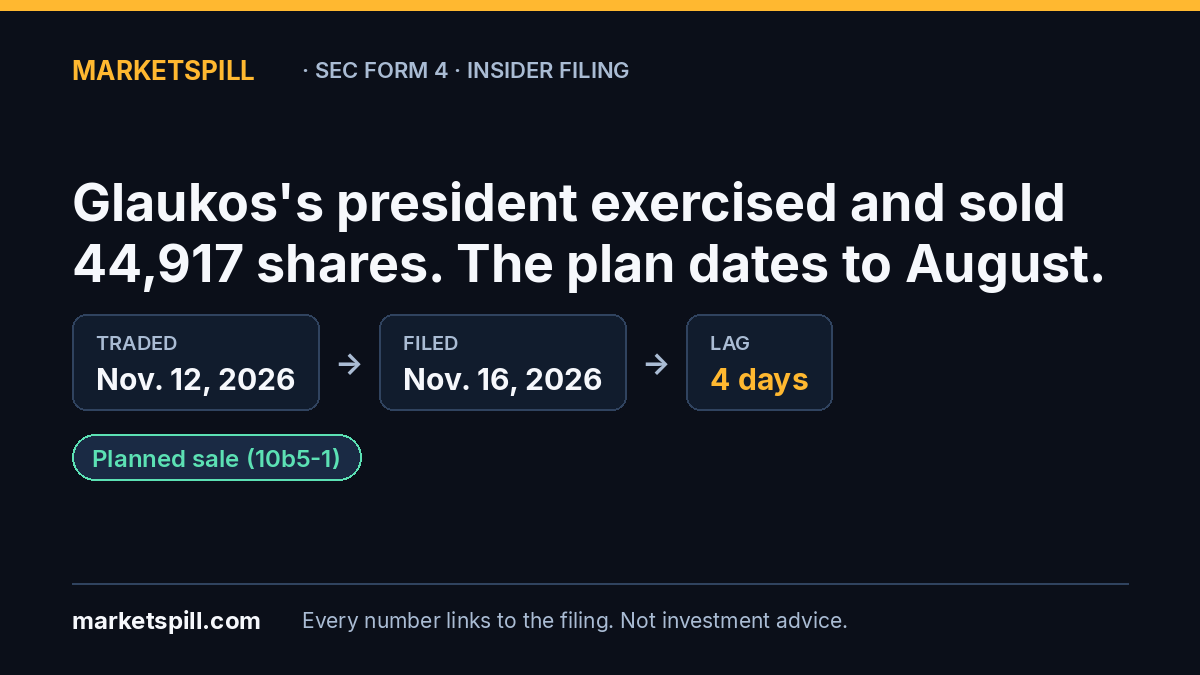 MARKETSPILL · SEC FORM 4 · INSIDER FILING
Glaukos's president exercised and sold
44,917 shares. The plan dates to August.
TRADED → FILED → LAG
Nov. 12, 2026 Nov. 16, 2026 4 days
Planned sale (10b5-1)
marketspill.com Every number links to the filing. Not investment advice.